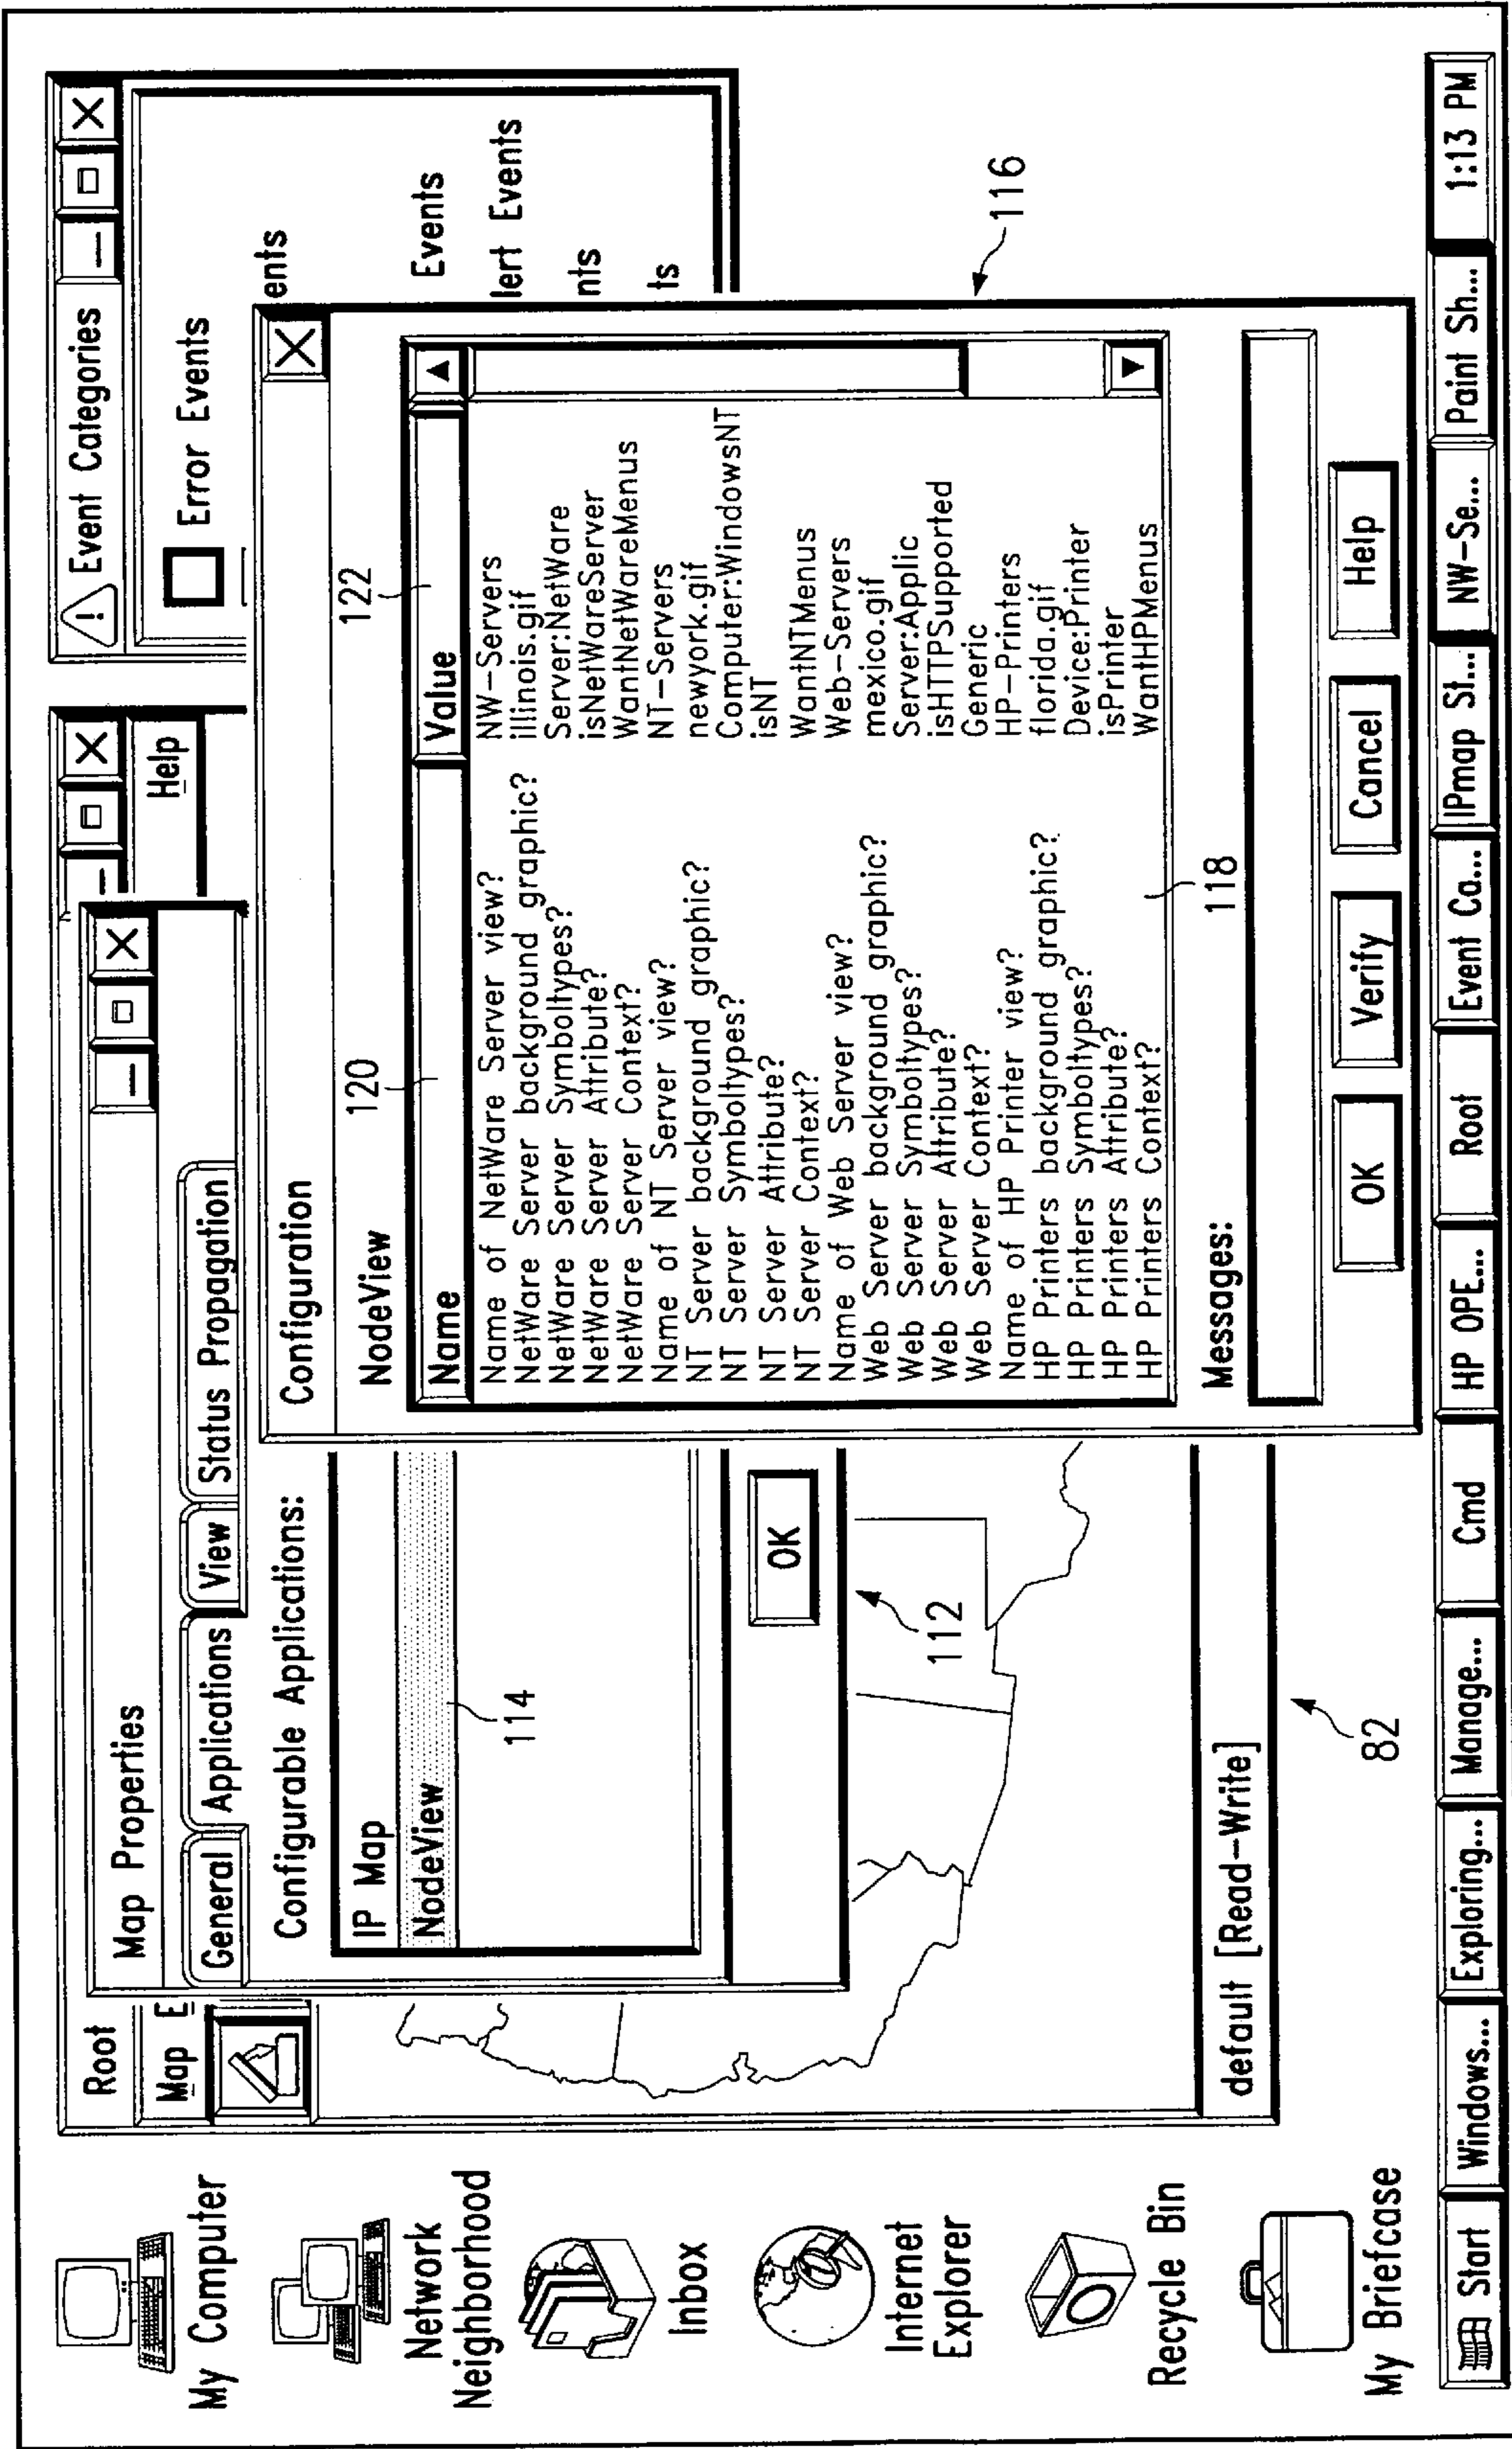 My Computer
Network
Neighborhood
Inbox
Internet
Explorer
Recycle Bin
My Briefcase
Root
Map E
Help
default [Read-Write]
82
Map Properties
General
Applications
View
Status Propagation
Configurable Applications:
IP Map
NodeView
114
OK
112
Event Categories
Error Events
ents
Events
lert Events
nts
ts
Configuration
NodeView
120
122
Name Value
Name of NetWare Server view? NW-Servers
NetWare Server background graphic? illinois.gif
NetWare Server Symboltypes? Server:NetWare
NetWare Server Attribute? isNetWareServer
NetWare Server Context? WantNetWareMenus
Name of NT Server view? NT-Servers
NT Server background graphic? newyork.gif
NT Server Symboltypes? Computer:WindowsNT
NT Server Attribute? isNT
NT Server Context? WantNTMenus
Name of Web Server view? Web-Servers
Web Server background graphic? mexico.gif
Web Server Symboltypes? Server:Applic
Web Server Attribute? isHTTPSupported
Web Server Context? Generic
Name of HP Printer view? HP-Printers
HP Printers background graphic? florida.gif
HP Printers Symboltypes? Device:Printer
HP Printers Attribute? isPrinter
HP Printers Context? WantHPMenus
118
116
Messages:
OK Verify Cancel Help
Start Windows... Exploring... Manage... Cmd HP OPE... Root Event Ca... IPmap St... NW-Se... Paint Sh... 1:13 PM